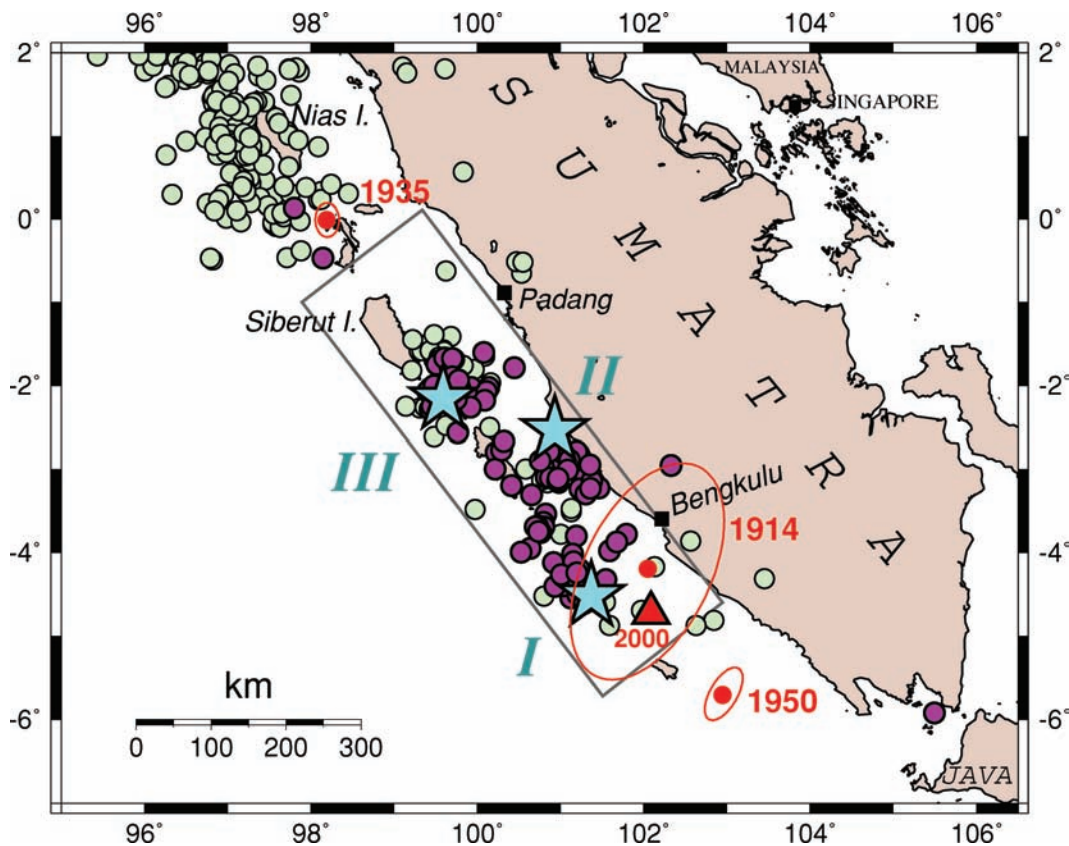 96° 98° 100° 102° 104° 106°
2° 2°
MALAYSIA
SINGAPORE
Nias I.
SUMATRA
1935
0° 0°
Padang
Siberut I.
II
-2° -2°
III
Bengkulu
1914
-4° -4°
2000
I
km
1950
-6° -6°
0 100 200 300
JAVA
96° 98° 100° 102° 104° 106°